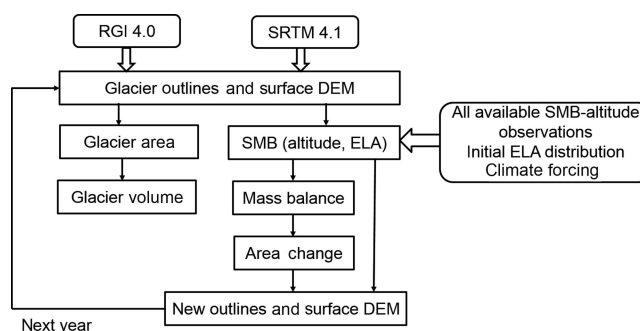 RGI 4.0
SRTM 4.1
Glacier outlines and surface DEM
All available SMB-altitude
observations
Initial ELA distribution
Climate forcing
Glacier area
SMB (altitude, ELA)
Glacier volume
Mass balance
Area change
New outlines and surface DEM
Next year